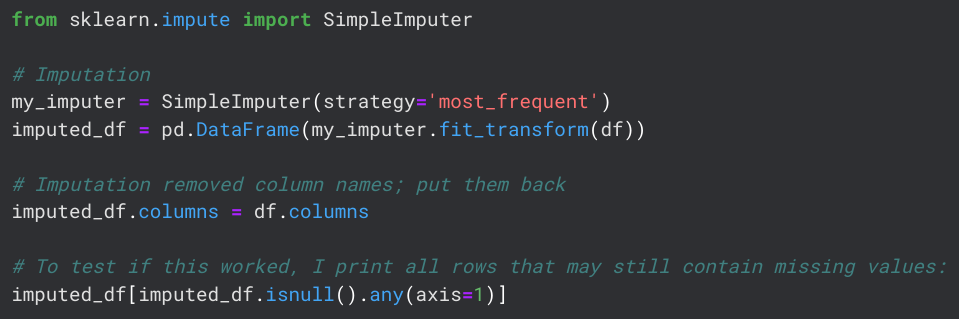 from sklearn.impute import SimpleImputer
# Imputation
my_imputer = SimpleImputer(strategy='most_frequent')
imputed_df = pd.DataFrame(my_imputer.fit_transform(df))
# Imputation removed column names; put them back
imputed_df.columns = df.columns
# To test if this worked, I print all rows that may still contain missing values:
imputed_df[imputed_df.isnull().any(axis=1)]